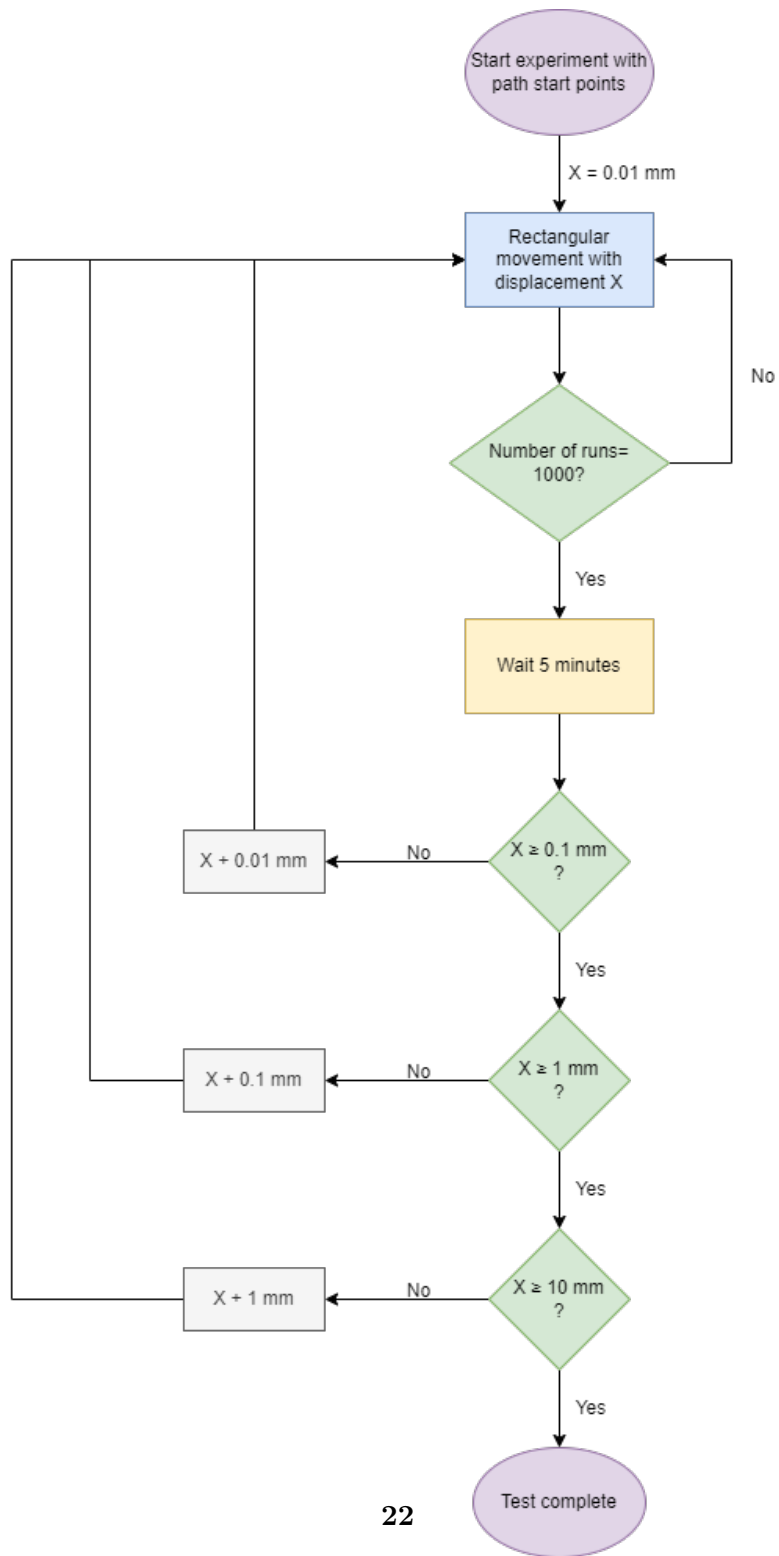 Start experiment with
path start points
X = 0.01 mm
Rectangular
movement with
displacement X
No
Number of runs=
1000?
Yes
Wait 5 minutes
X ≥ 0.1 mm
?
No
X + 0.01 mm
Yes
X ≥ 1 mm
?
No
X + 0.1 mm
Yes
X ≥ 10 mm
?
No
X + 1 mm
Yes
Test complete
22